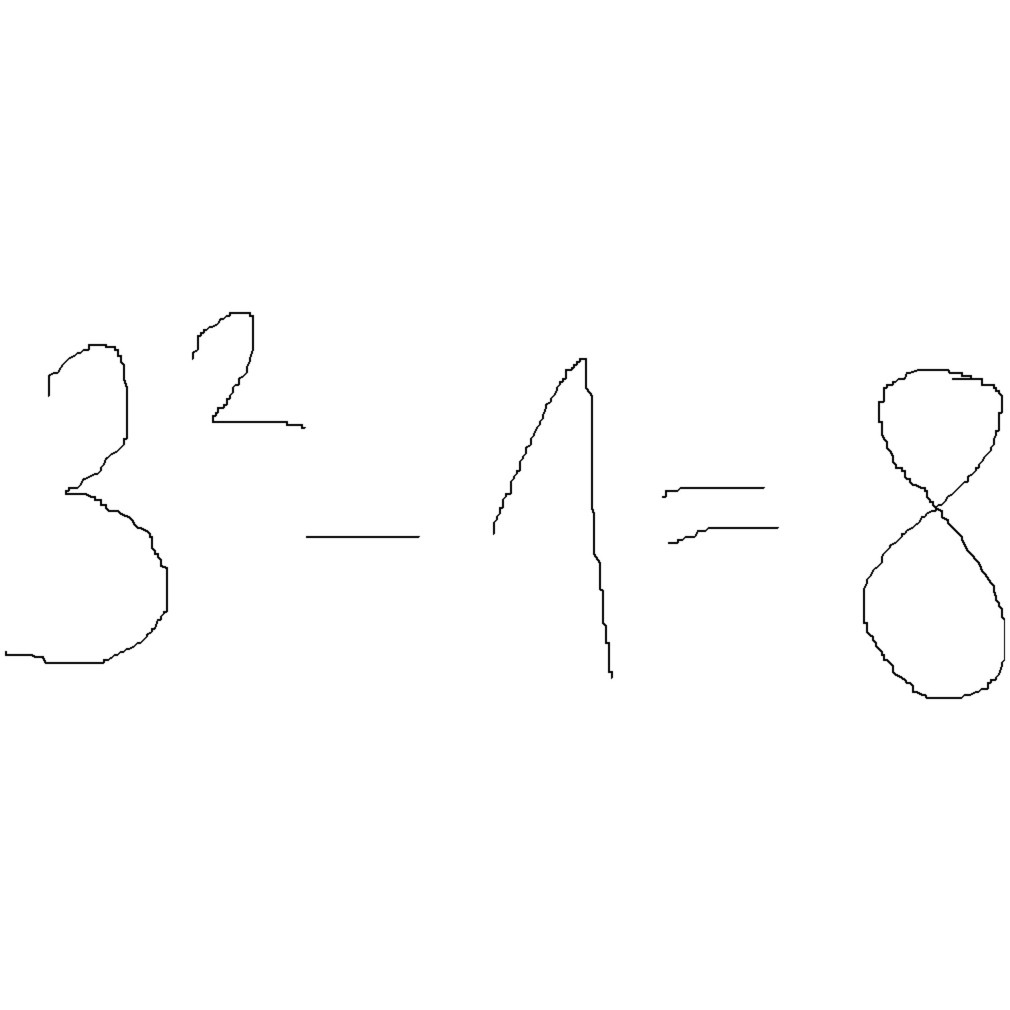 3² - 1 = 8